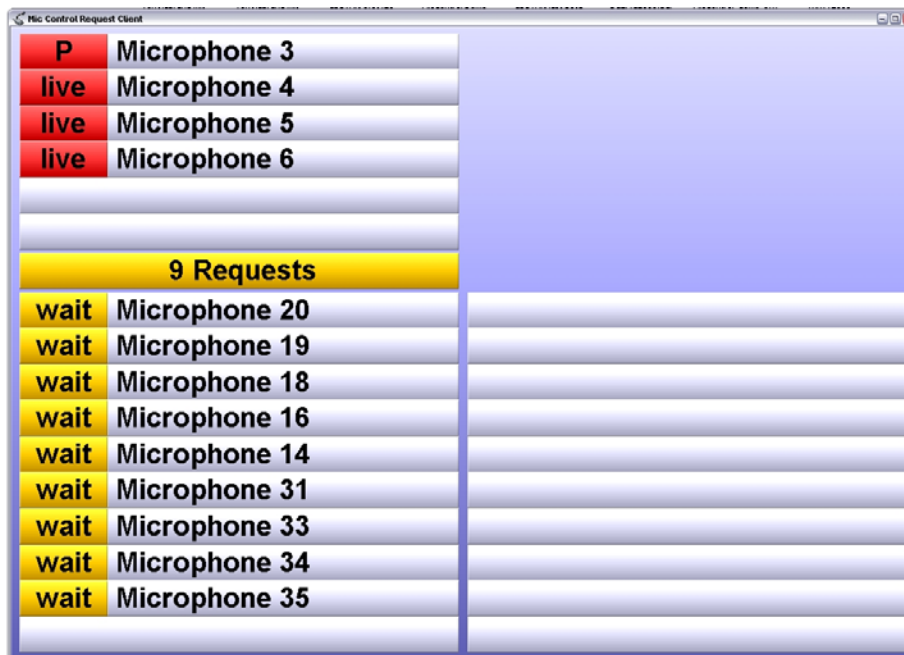 Mic Control Request Client
P Microphone 3
live Microphone 4
live Microphone 5
live Microphone 6
9 Requests
wait Microphone 20
wait Microphone 19
wait Microphone 18
wait Microphone 16
wait Microphone 14
wait Microphone 31
wait Microphone 33
wait Microphone 34
wait Microphone 35